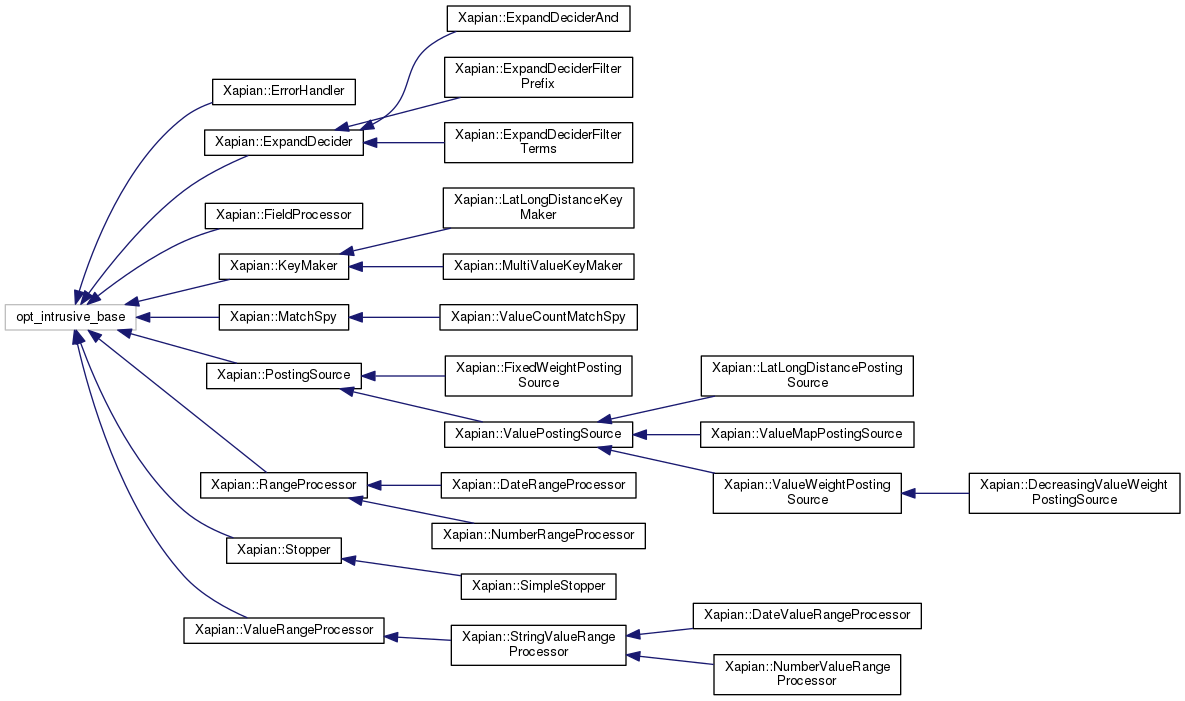 opt_intrusive_base
Xapian::ErrorHandler
Xapian::ExpandDecider
Xapian::ExpandDeciderAnd
Xapian::ExpandDeciderFilter
Prefix
Xapian::ExpandDeciderFilter
Terms
Xapian::FieldProcessor
Xapian::KeyMaker
Xapian::LatLongDistanceKey
Maker
Xapian::MultiValueKeyMaker
Xapian::MatchSpy
Xapian::ValueCountMatchSpy
Xapian::PostingSource
Xapian::FixedWeightPosting
Source
Xapian::ValuePostingSource
Xapian::LatLongDistancePosting
Source
Xapian::ValueMapPostingSource
Xapian::ValueWeightPosting
Source
Xapian::DecreasingValueWeight
PostingSource
Xapian::RangeProcessor
Xapian::DateRangeProcessor
Xapian::NumberRangeProcessor
Xapian::Stopper
Xapian::SimpleStopper
Xapian::ValueRangeProcessor
Xapian::StringValueRange
Processor
Xapian::DateValueRangeProcessor
Xapian::NumberValueRange
Processor